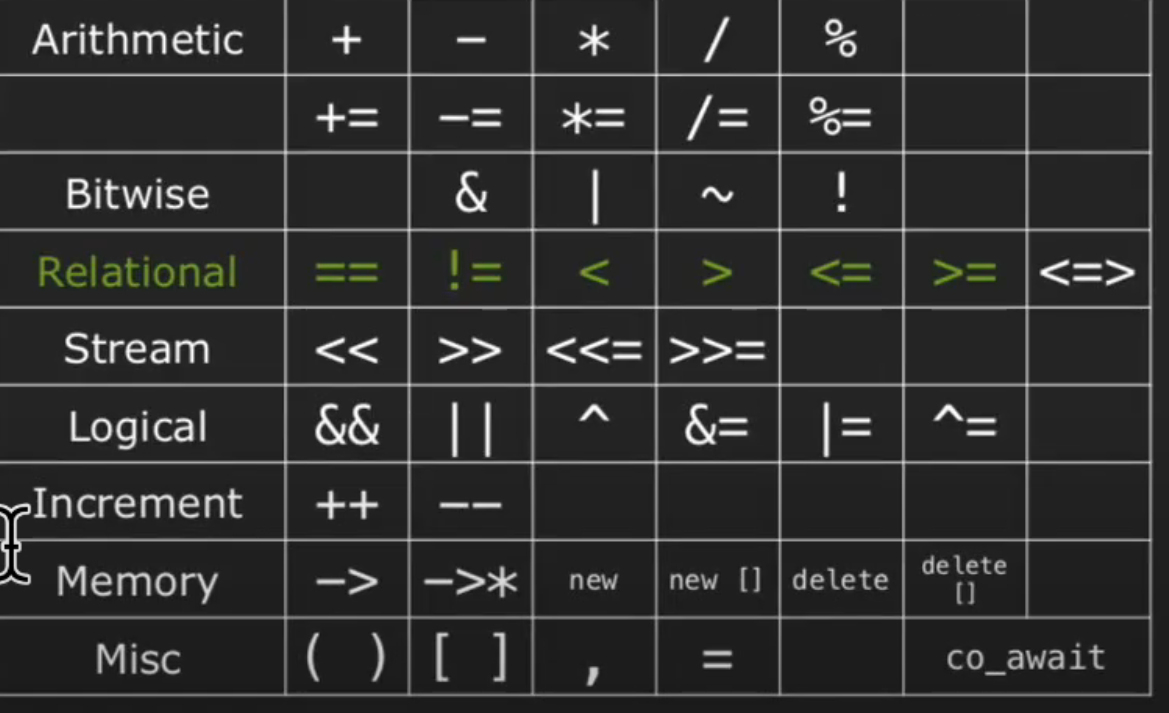 Arithmetic + - * / %
+= -= *= /= %=
Bitwise & | ~ !
Relational == != < > <= >= <=>
Stream << >> <<= >>=
Logical && || ^ &= |= ^=
Increment ++ --
Memory -> ->* new new [] delete delete []
Misc ( ) [ ] , = co_await